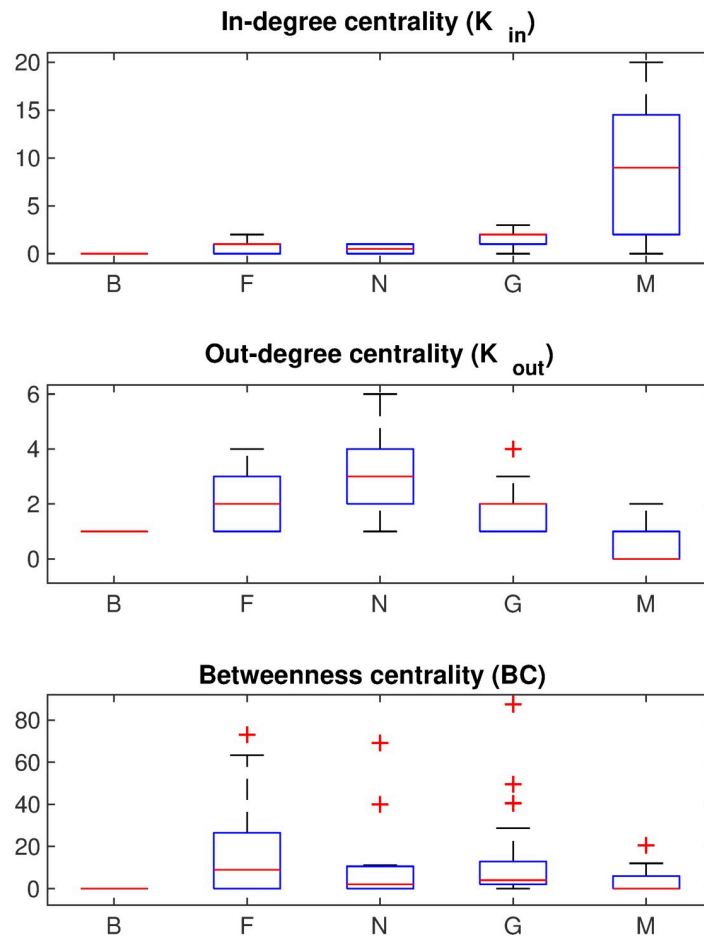 In-degree centrality (K in)
20
15
10
5
0
B F N G M
Out-degree centrality (K out)
6
4
2
0
B F N G M
Betweenness centrality (BC)
80
60
40
20
0
B F N G M